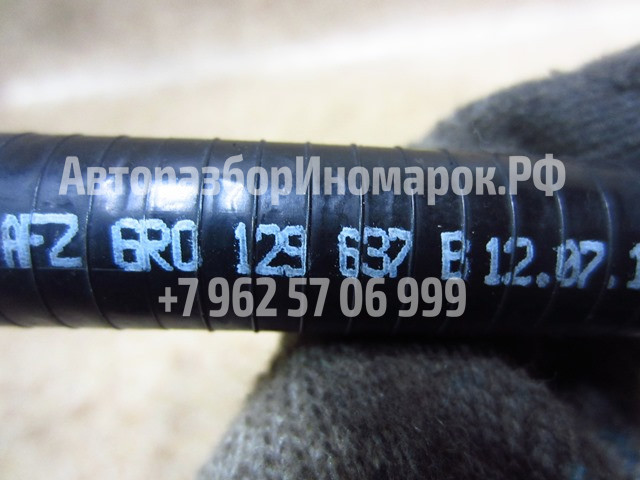 АвторазборИномарок.РФ
AFZ 6R0 129 637 B 12.07.1
+7 962 57 06 999